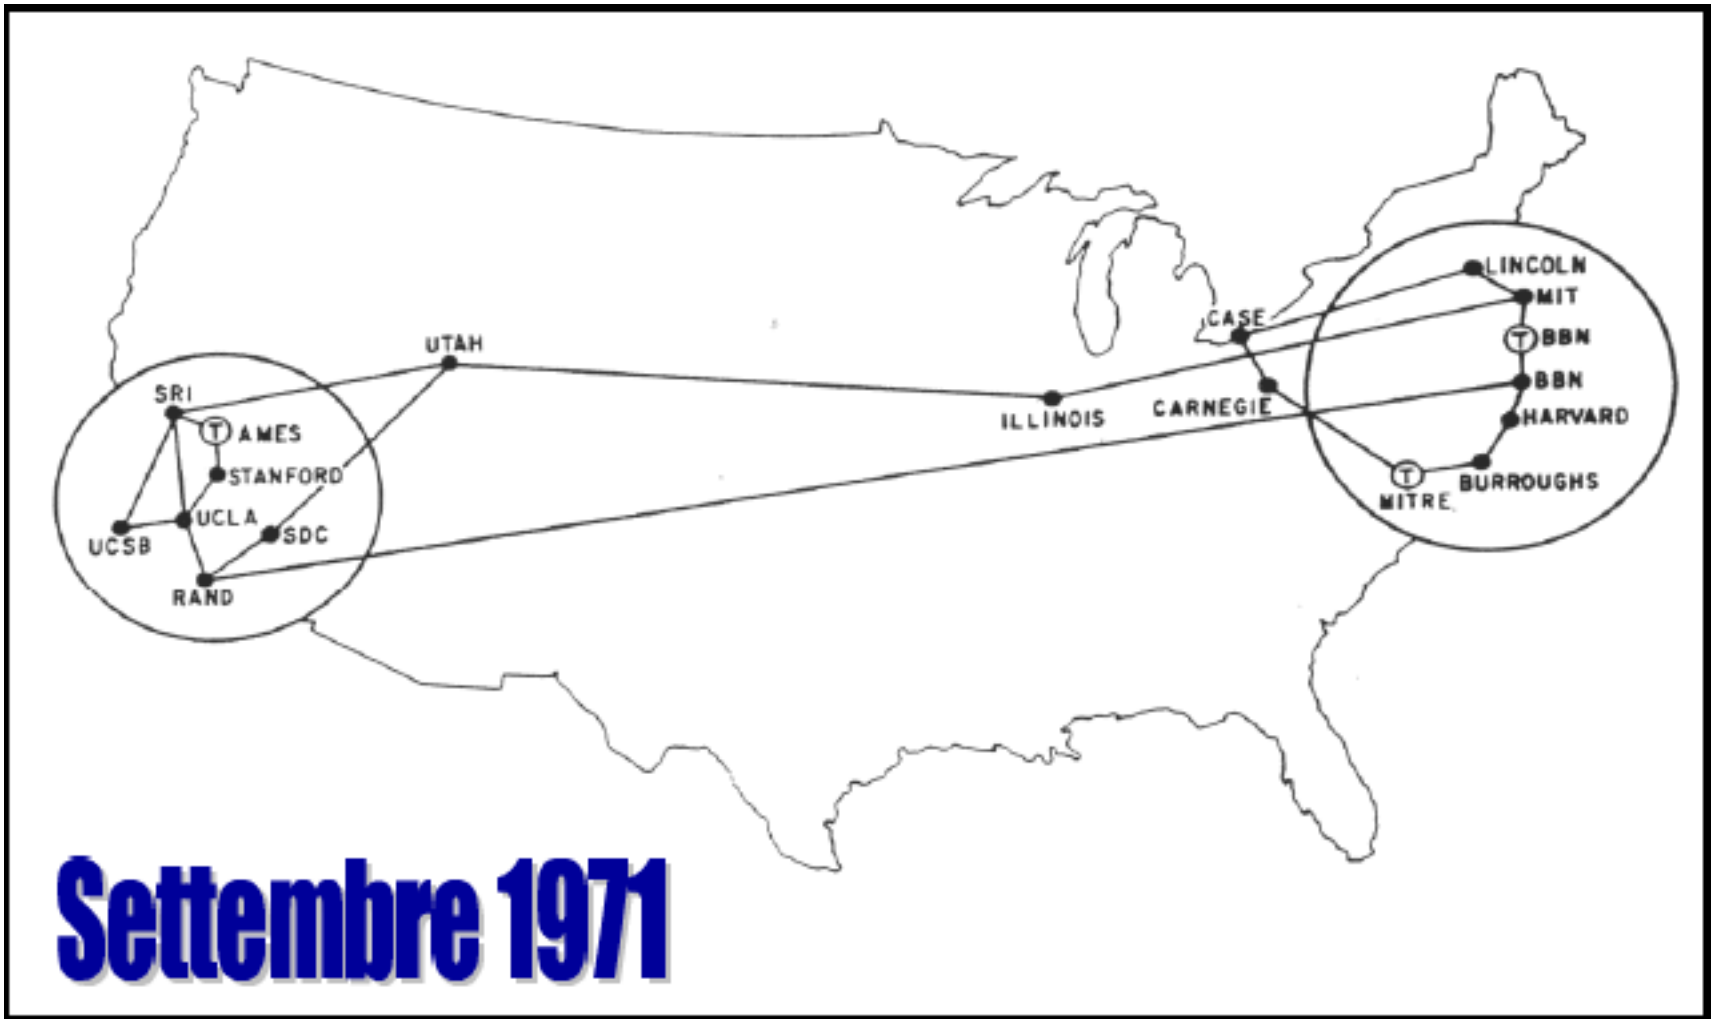 UTAH
SRI
T AMES
STANFORD
UCLA
UCSB
SDC
RAND
ILLINOIS
CASE
CARNEGIE
LINCOLN
MIT
T BBN
BBN
HARVARD
BURROUGHS
T
MITRE
Settembre 1971